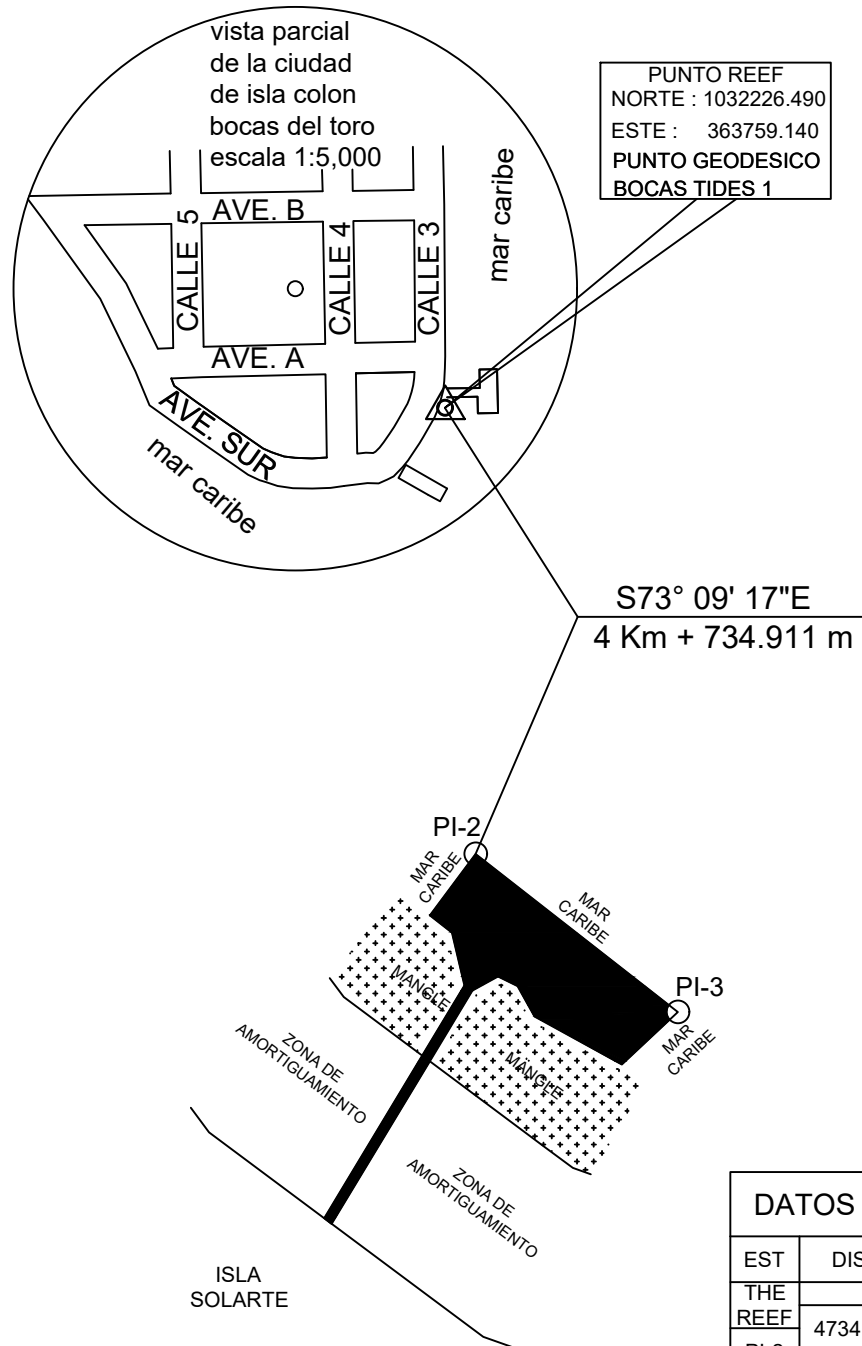 vista parcial
de la ciudad
de isla colon
bocas del toro
escala 1:5,000
PUNTO REEF
NORTE : 1032226.490
ESTE : 363759.140
PUNTO GEODESICO
BOCAS TIDES 1
mar caribe
AVE. B
CALLE 5
CALLE 4
CALLE 3
AVE. A
AVE. SUR
mar caribe
S73° 09' 17"E
4 Km + 734.911 m
PI-2
MAR
CARIBE
MAR
CARIBE
PI-3
MAR
CARIBE
MANGLE
MANGLE
ZONA DE
AMORTIGUAMIENTO
ZONA DE
AMORTIGUAMIENTO
ISLA
SOLARTE
DATOS
EST DIS
THE
REEF
4734